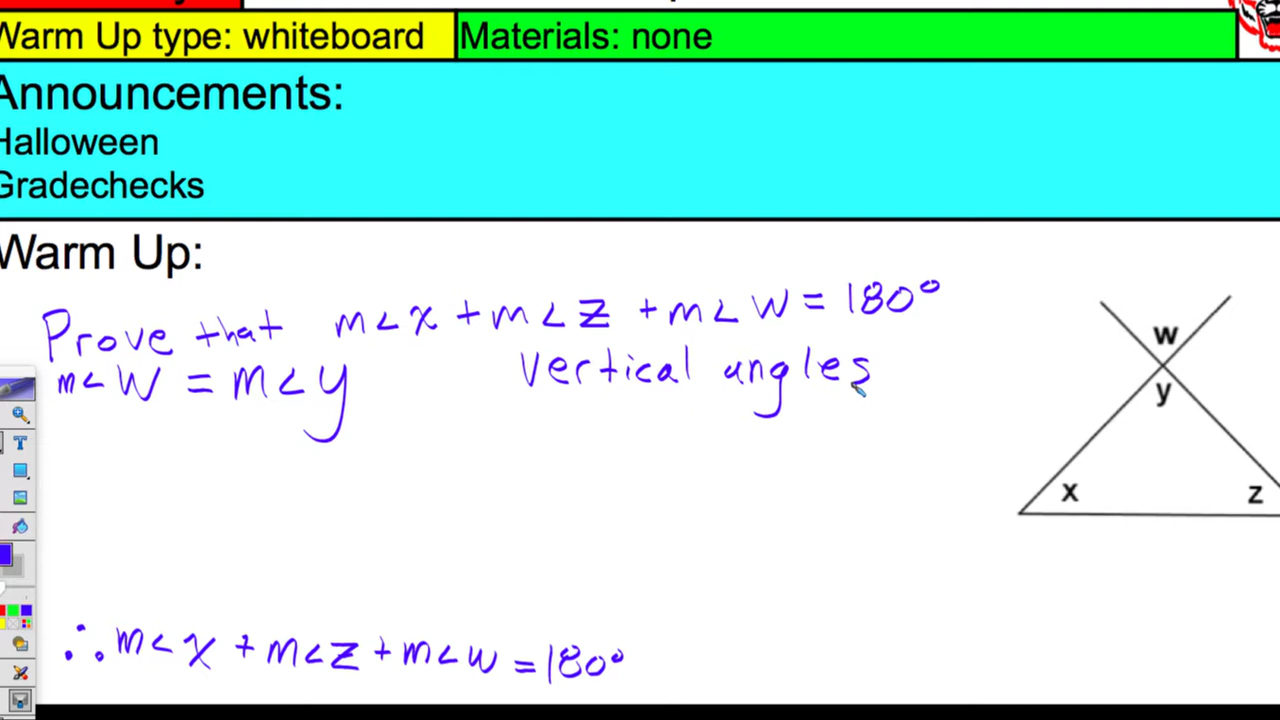 Warm Up type: whiteboard
Materials: none
Announcements:
Halloween
Gradechecks
Warm Up:
Prove that m<x + m<z + m<w = 180°
m<w = m<y vertical angles
w
y
x
z
∴ m<x + m<z + m<w = 180°
T